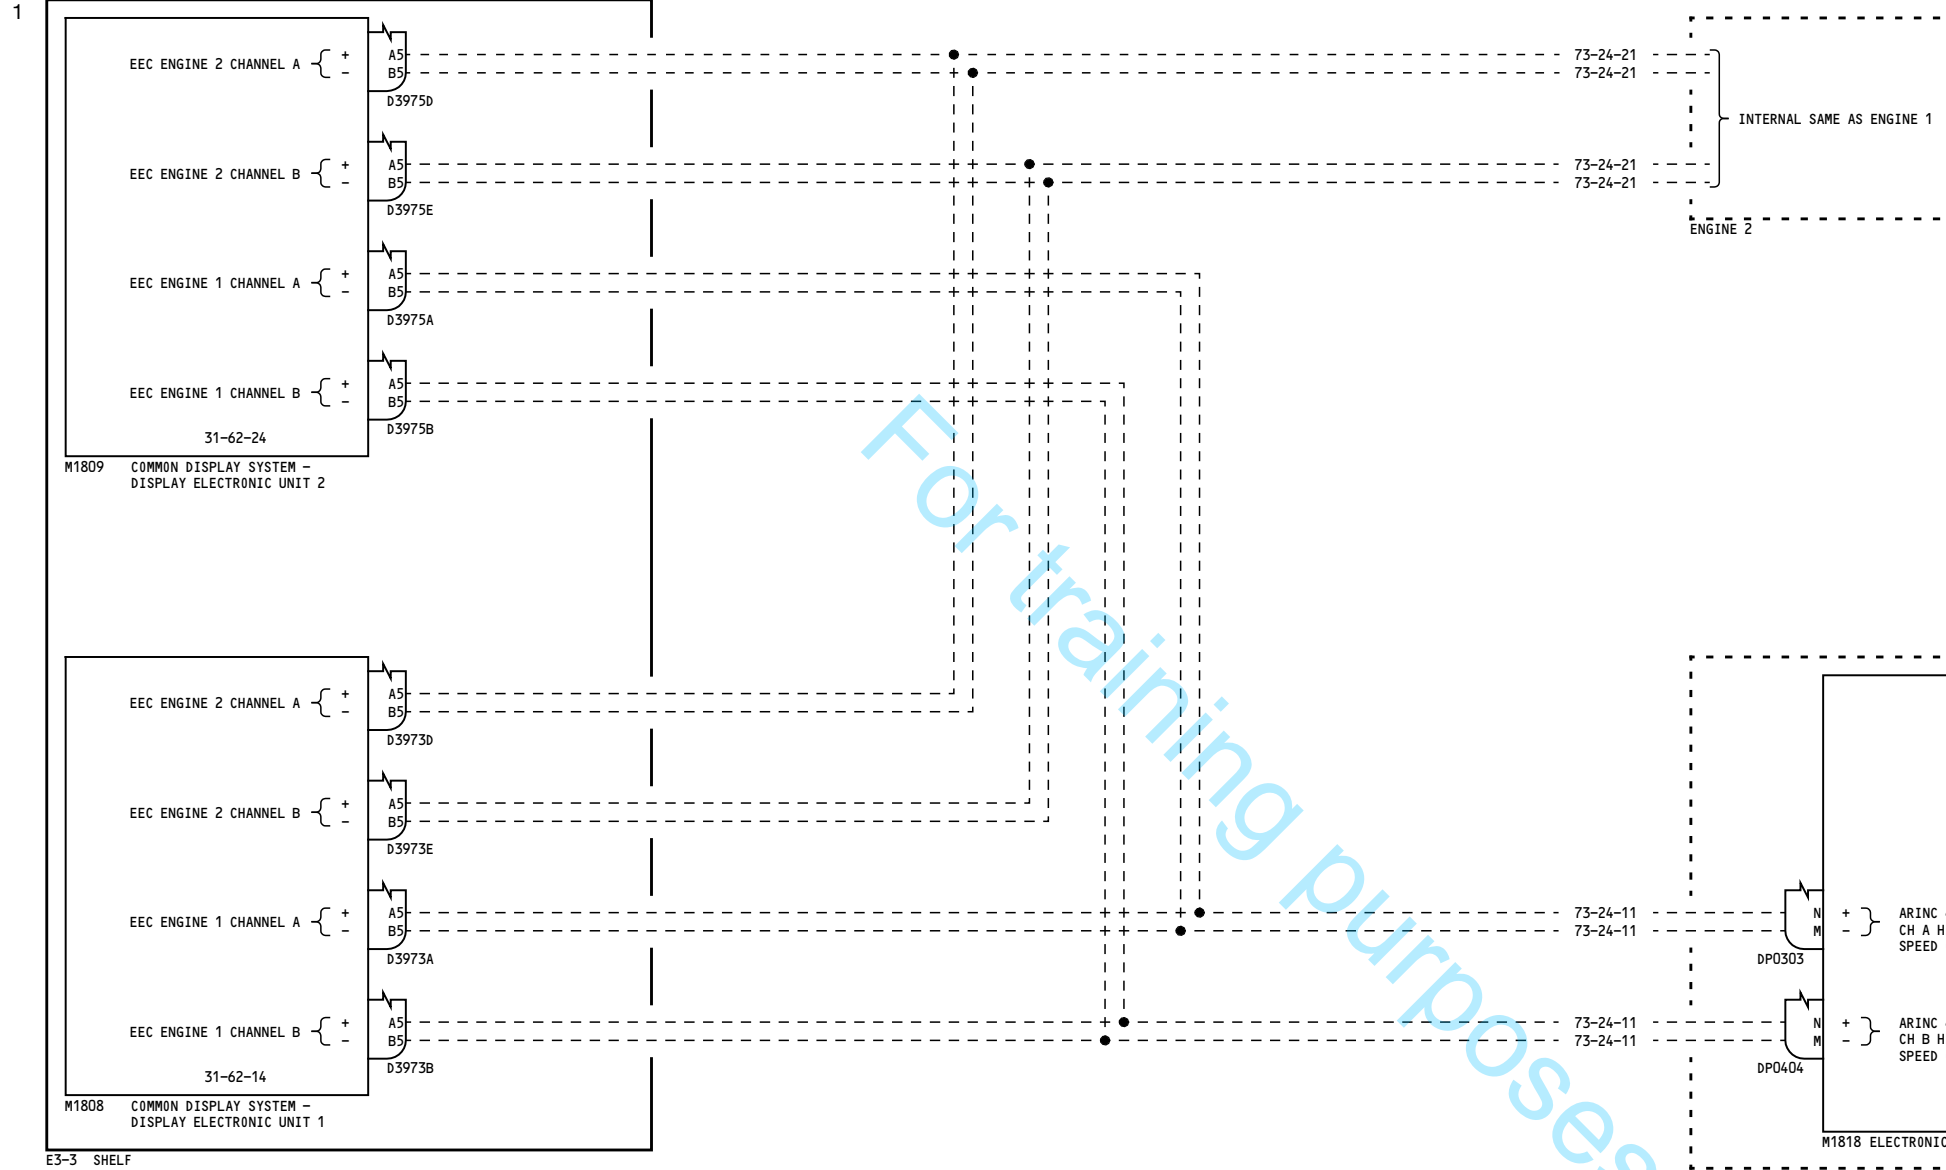 1
EEC ENGINE 2 CHANNEL A + A5 73-24-21
- B5 73-24-21
D3975D
INTERNAL SAME AS ENGINE 1
EEC ENGINE 2 CHANNEL B + A5 73-24-21
- B5 73-24-21
D3975E
ENGINE 2
EEC ENGINE 1 CHANNEL A + A5
- B5
D3975A
EEC ENGINE 1 CHANNEL B + A5
- B5
D3975B
31-62-24
M1809 COMMON DISPLAY SYSTEM -
DISPLAY ELECTRONIC UNIT 2
For training purposes
EEC ENGINE 2 CHANNEL A + A5
- B5
D3973D
EEC ENGINE 2 CHANNEL B + A5
- B5
D3973E
EEC ENGINE 1 CHANNEL A + A5 73-24-11 N + ARINC
- B5 73-24-11 M - CH A H
SPEED
D3973A DP0303
EEC ENGINE 1 CHANNEL B + A5 73-24-11 N + ARINC
- B5 73-24-11 M - CH B H
SPEED
D3973B DP0404
31-62-14
M1808 COMMON DISPLAY SYSTEM -
DISPLAY ELECTRONIC UNIT 1
M1818 ELECTRONIC
E3-3 SHELF